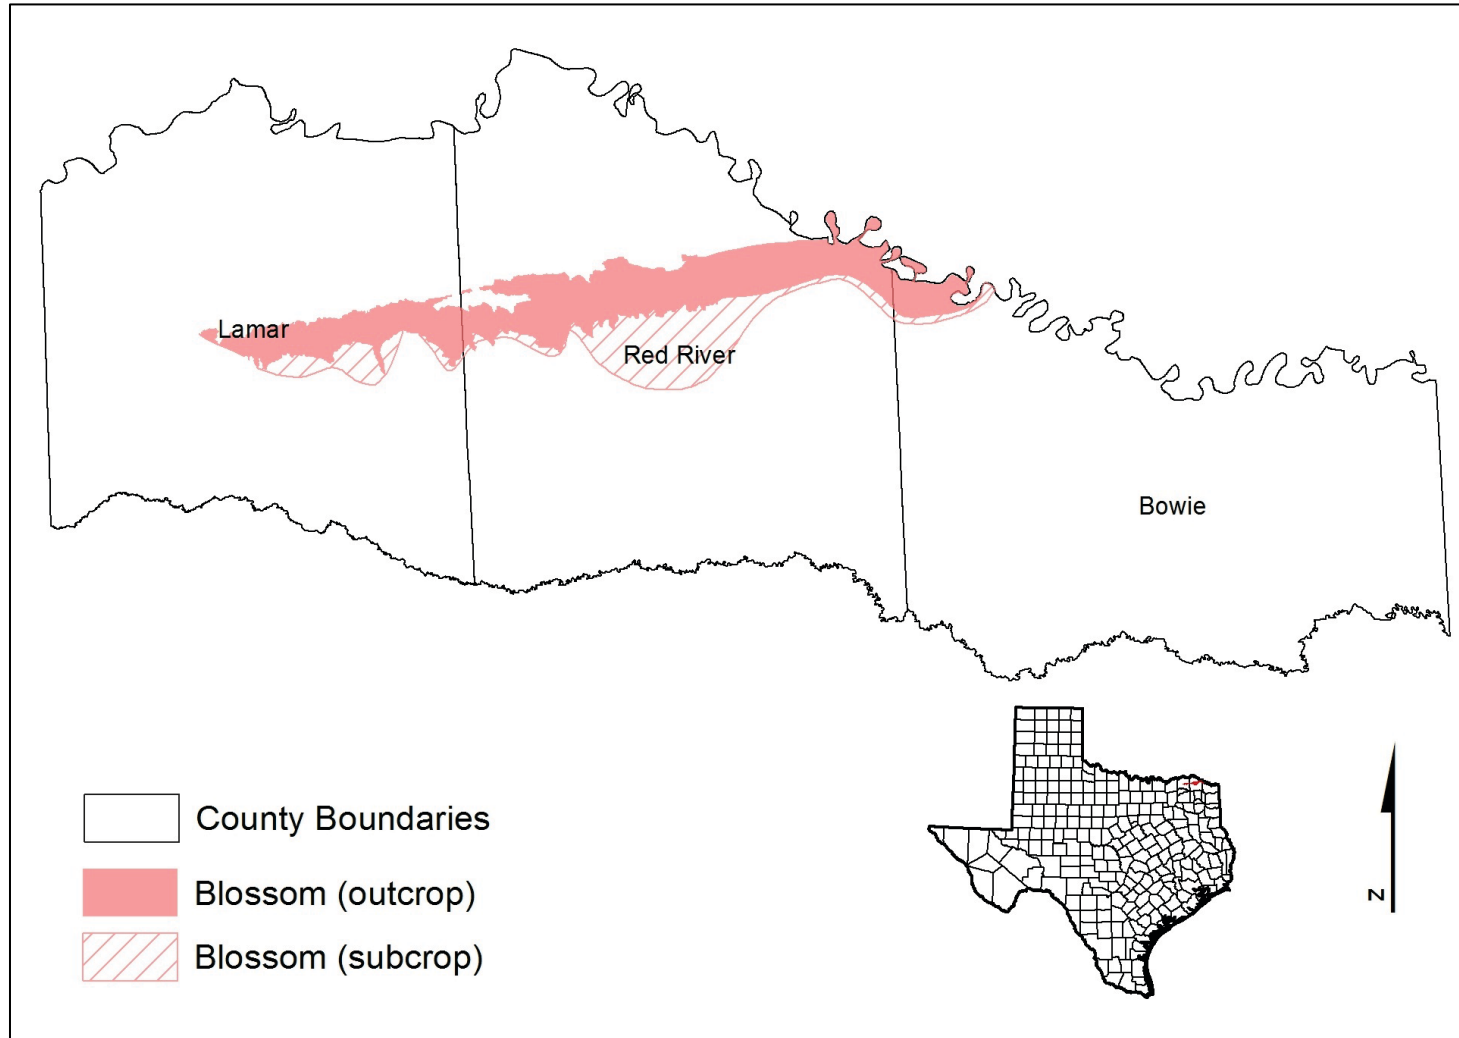 Lamar
Red River
Bowie
County Boundaries
Blossom (outcrop)
Blossom (subcrop)
N